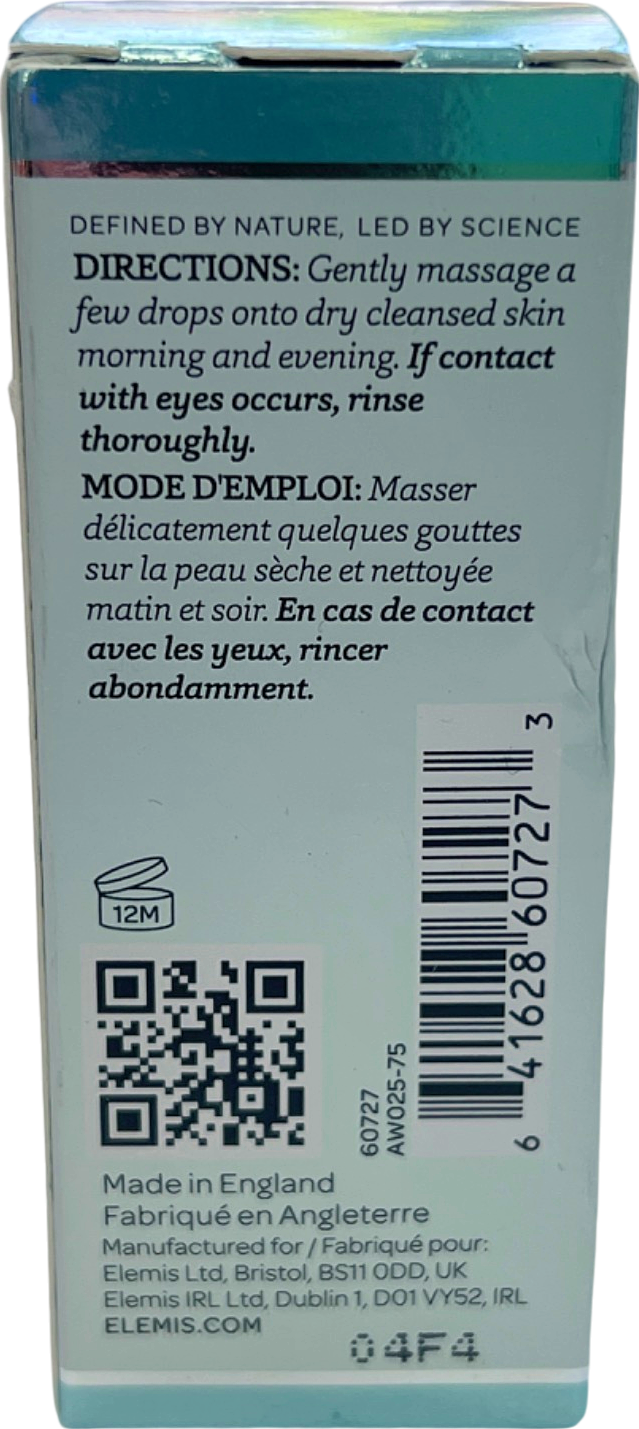 DEFINED BY NATURE, LED BY SCIENCE
DIRECTIONS: Gently massage a
few drops onto dry cleansed skin
morning and evening. If contact
with eyes occurs, rinse
thoroughly.
MODE D'EMPLOI: Masser
délicatement quelques gouttes
sur la peau sèche et nettoyée
matin et soir. En cas de contact
avec les yeux, rincer
abondamment.
12M
60727
AW025-75
6 41628 60727 3
Made in England
Fabriqué en Angleterre
Manufactured for / Fabriqué pour:
Elemis Ltd, Bristol, BS11 0DD, UK
Elemis IRL Ltd, Dublin 1, D01 VY52, IRL
ELEMIS.COM
04F4